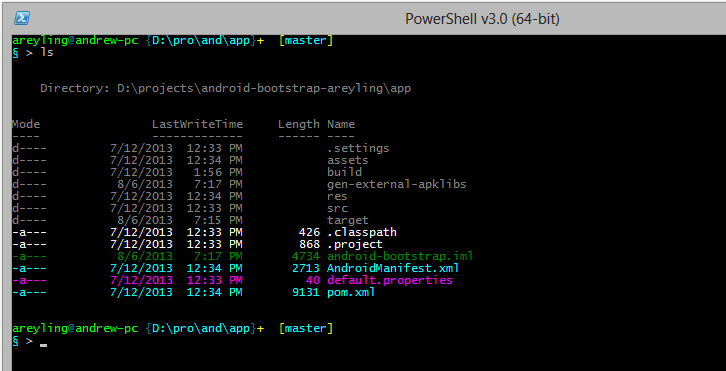 PowerShell v3.0 (64-bit)
areyling@andrew-pc {D:\pro\and\app}+  [master]
§ > ls
    Directory: D:\projects\android-bootstrap-areyling\app
Mode                LastWriteTime     Length Name
----                -------------     ------ ----
d----         7/12/2013  12:33 PM            .settings
d----         7/12/2013  12:34 PM            assets
d----         7/12/2013   1:56 PM            build
d----          8/6/2013   7:17 PM            gen-external-apklibs
d----         7/12/2013  12:34 PM            res
d----         7/12/2013  12:33 PM            src
d----          8/6/2013   7:15 PM            target
-a---         7/12/2013  12:33 PM        426 .classpath
-a---         7/12/2013  12:33 PM        868 .project
-a---          8/6/2013   7:17 PM       4734 android-bootstrap.iml
-a---         7/12/2013  12:34 PM       2713 AndroidManifest.xml
-a---         7/12/2013  12:33 PM         40 default.properties
-a---         7/12/2013  12:34 PM       9131 pom.xml
areyling@andrew-pc {D:\pro\and\app}+  [master]
§ > _